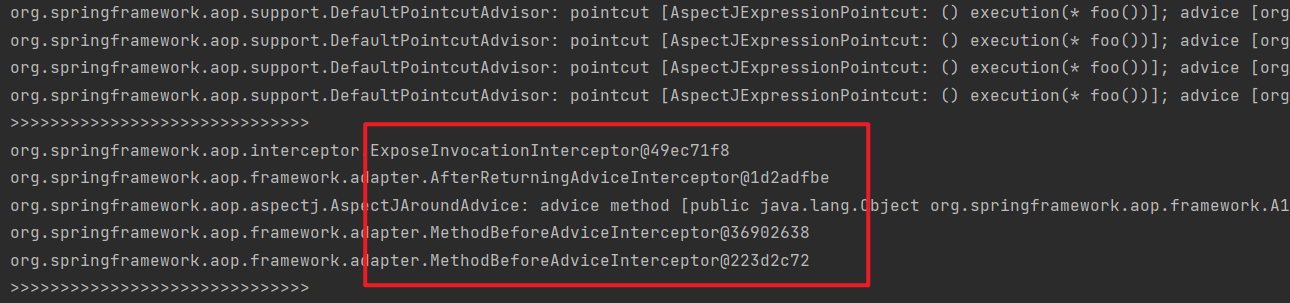 org.springframework.aop.support.DefaultPointcutAdvisor: pointcut [AspectJExpressionPointcut: () execution(* foo())]; advice [org
org.springframework.aop.support.DefaultPointcutAdvisor: pointcut [AspectJExpressionPointcut: () execution(* foo())]; advice [org
org.springframework.aop.support.DefaultPointcutAdvisor: pointcut [AspectJExpressionPointcut: () execution(* foo())]; advice [org
org.springframework.aop.support.DefaultPointcutAdvisor: pointcut [AspectJExpressionPointcut: () execution(* foo())]; advice [org
>>>>>>>>>>>>>>>>>>>>>>>>>>>>>>
org.springframework.aop.interceptor.ExposeInvocationInterceptor@49ec71f8
org.springframework.aop.framework.adapter.AfterReturningAdviceInterceptor@1d2adfbe
org.springframework.aop.aspectj.AspectJAroundAdvice: advice method [public java.lang.Object org.springframework.aop.framework.A1
org.springframework.aop.framework.adapter.MethodBeforeAdviceInterceptor@36902638
org.springframework.aop.framework.adapter.MethodBeforeAdviceInterceptor@223d2c72
>>>>>>>>>>>>>>>>>>>>>>>>>>>>>>